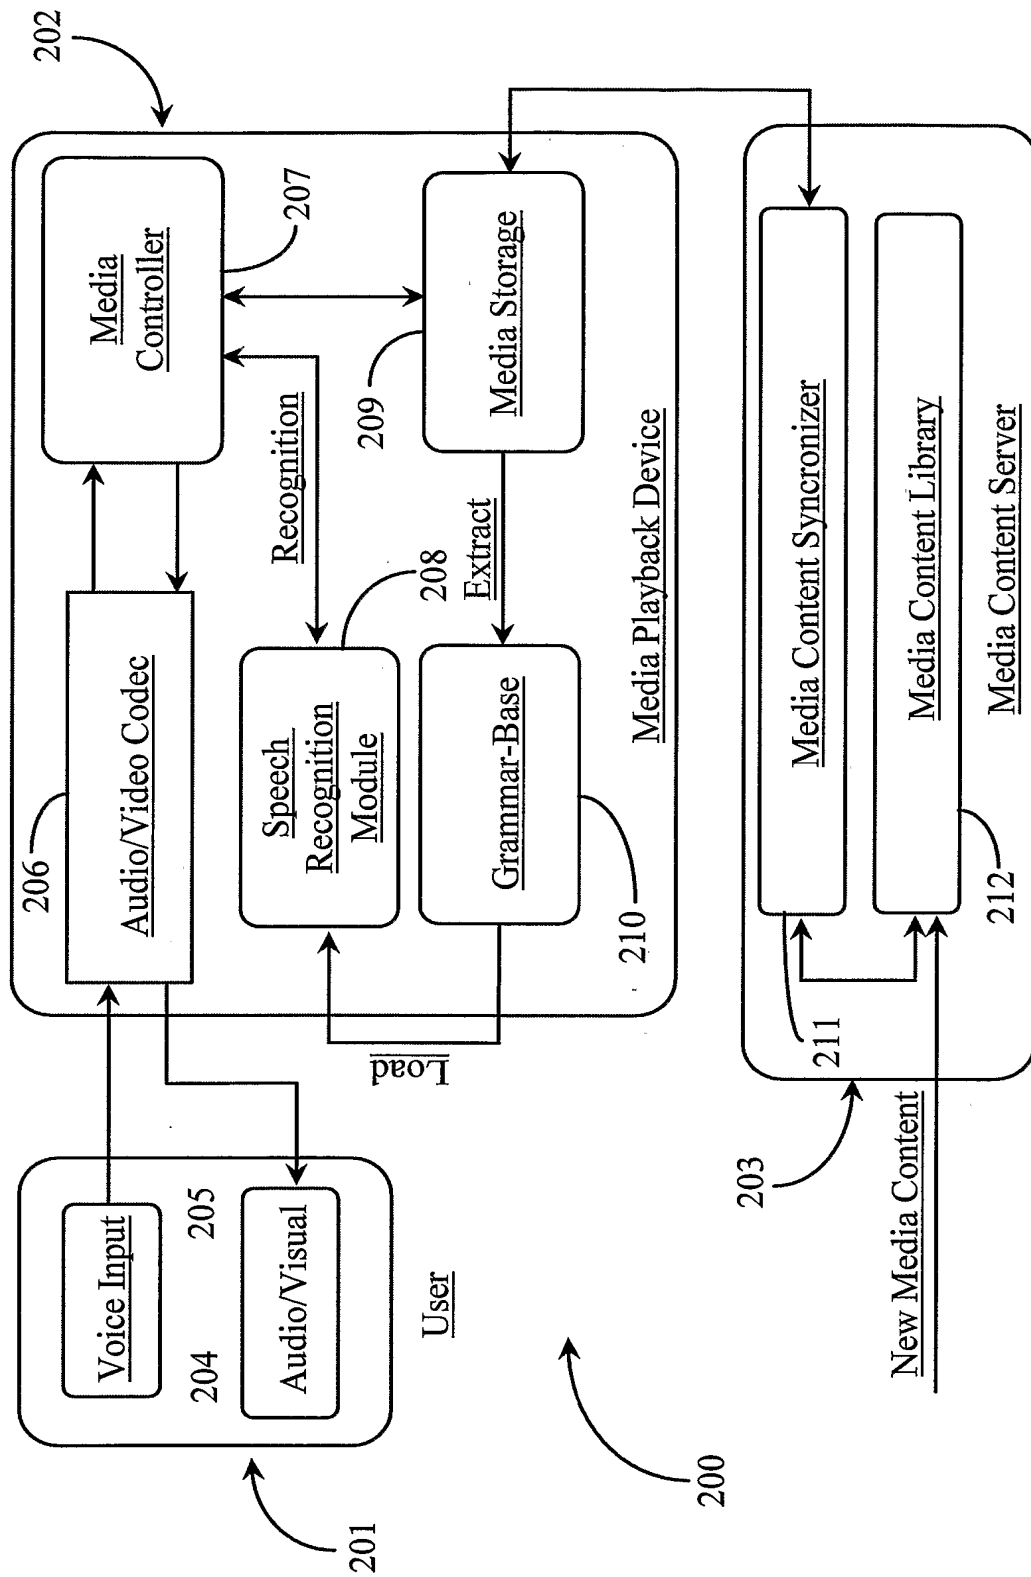 200
201
User
Voice Input
204
205
Audio/Visual
202
206
Audio/Video Codec
Media
Controller
207
Recognition
Speech
Recognition
Module
208
209
Media Storage
Extract
Grammar-Base
210
Load
Media Playback Device
203
Media Content Syncronizer
211
Media Content Library
212
New Media Content
Media Content Server